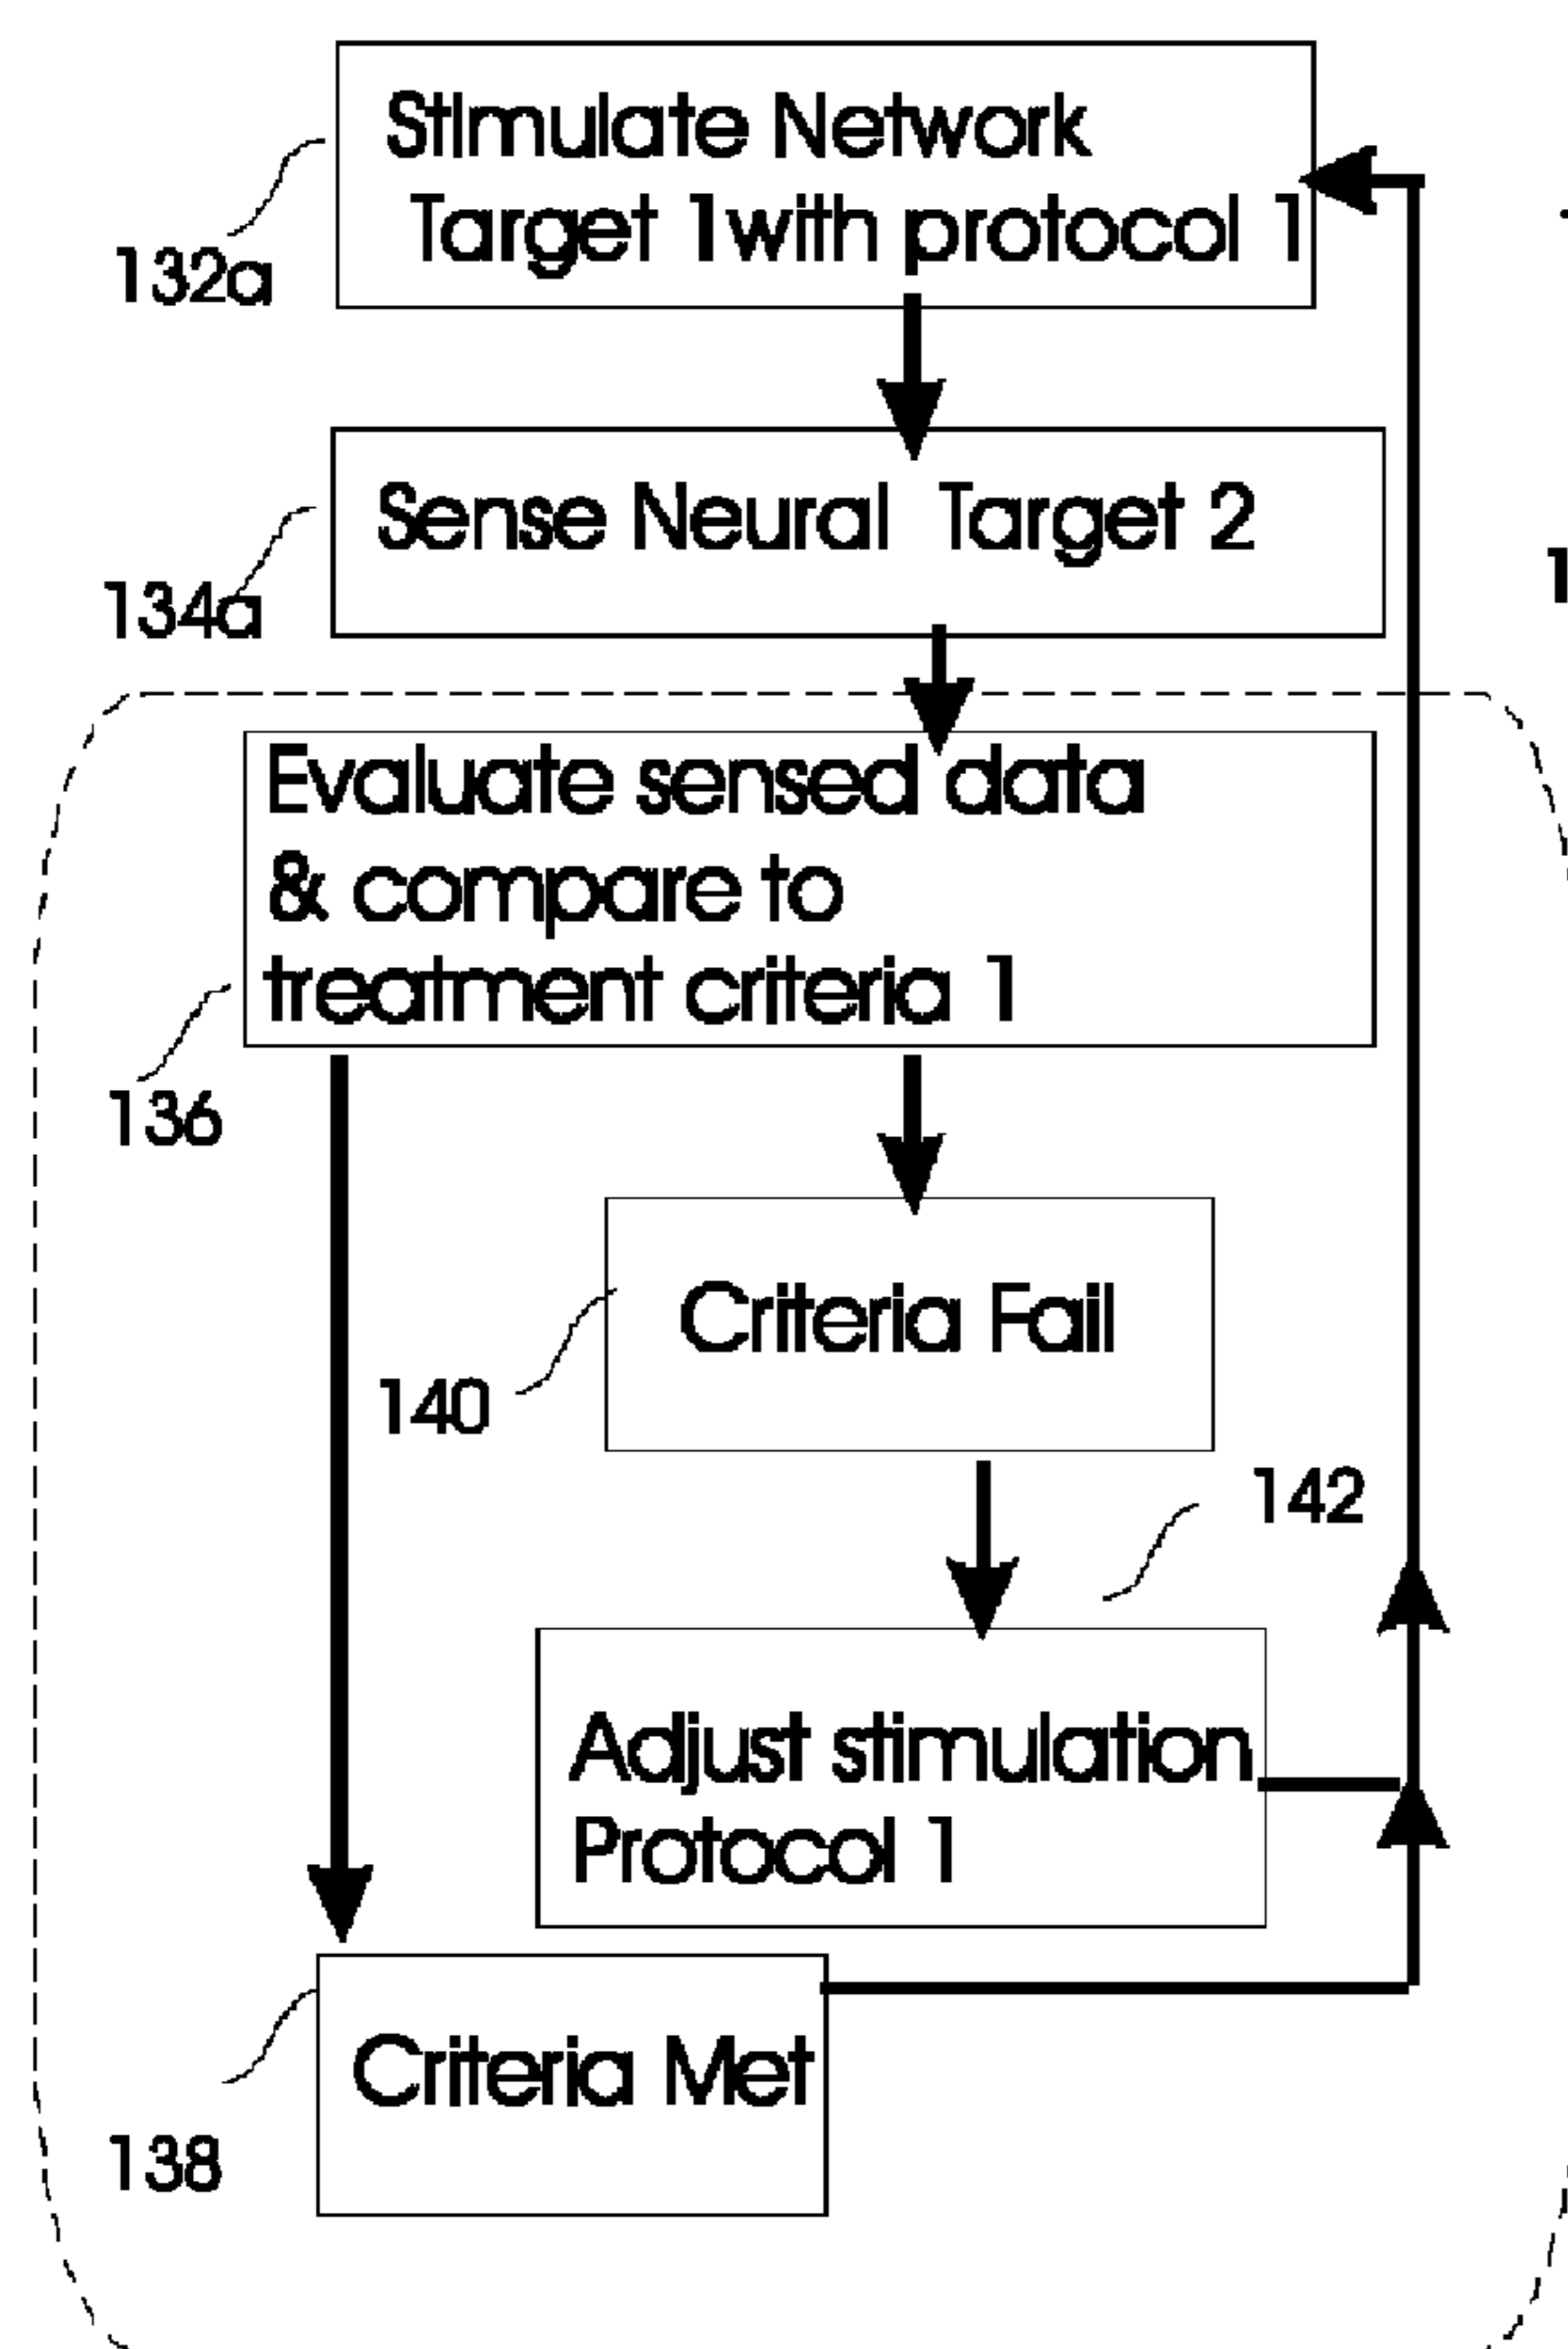 Stimulate Network
Target 1with protocol 1
132a
Sense Neural Target 2
134a
1
Evaluate sensed data
& compare to
treatment criteria 1
136
Criteria Fail
140
142
Adjust stimulation
Protocol 1
Criteria Met
138